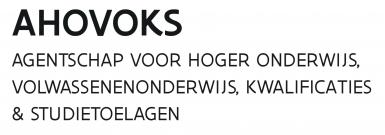 AHOVOKS
AGENTSCHAP VOOR HOGER ONDERWIJS,
VOLWASSENENONDERWIJS, KWALIFICATIES
& STUDIETOELAGEN